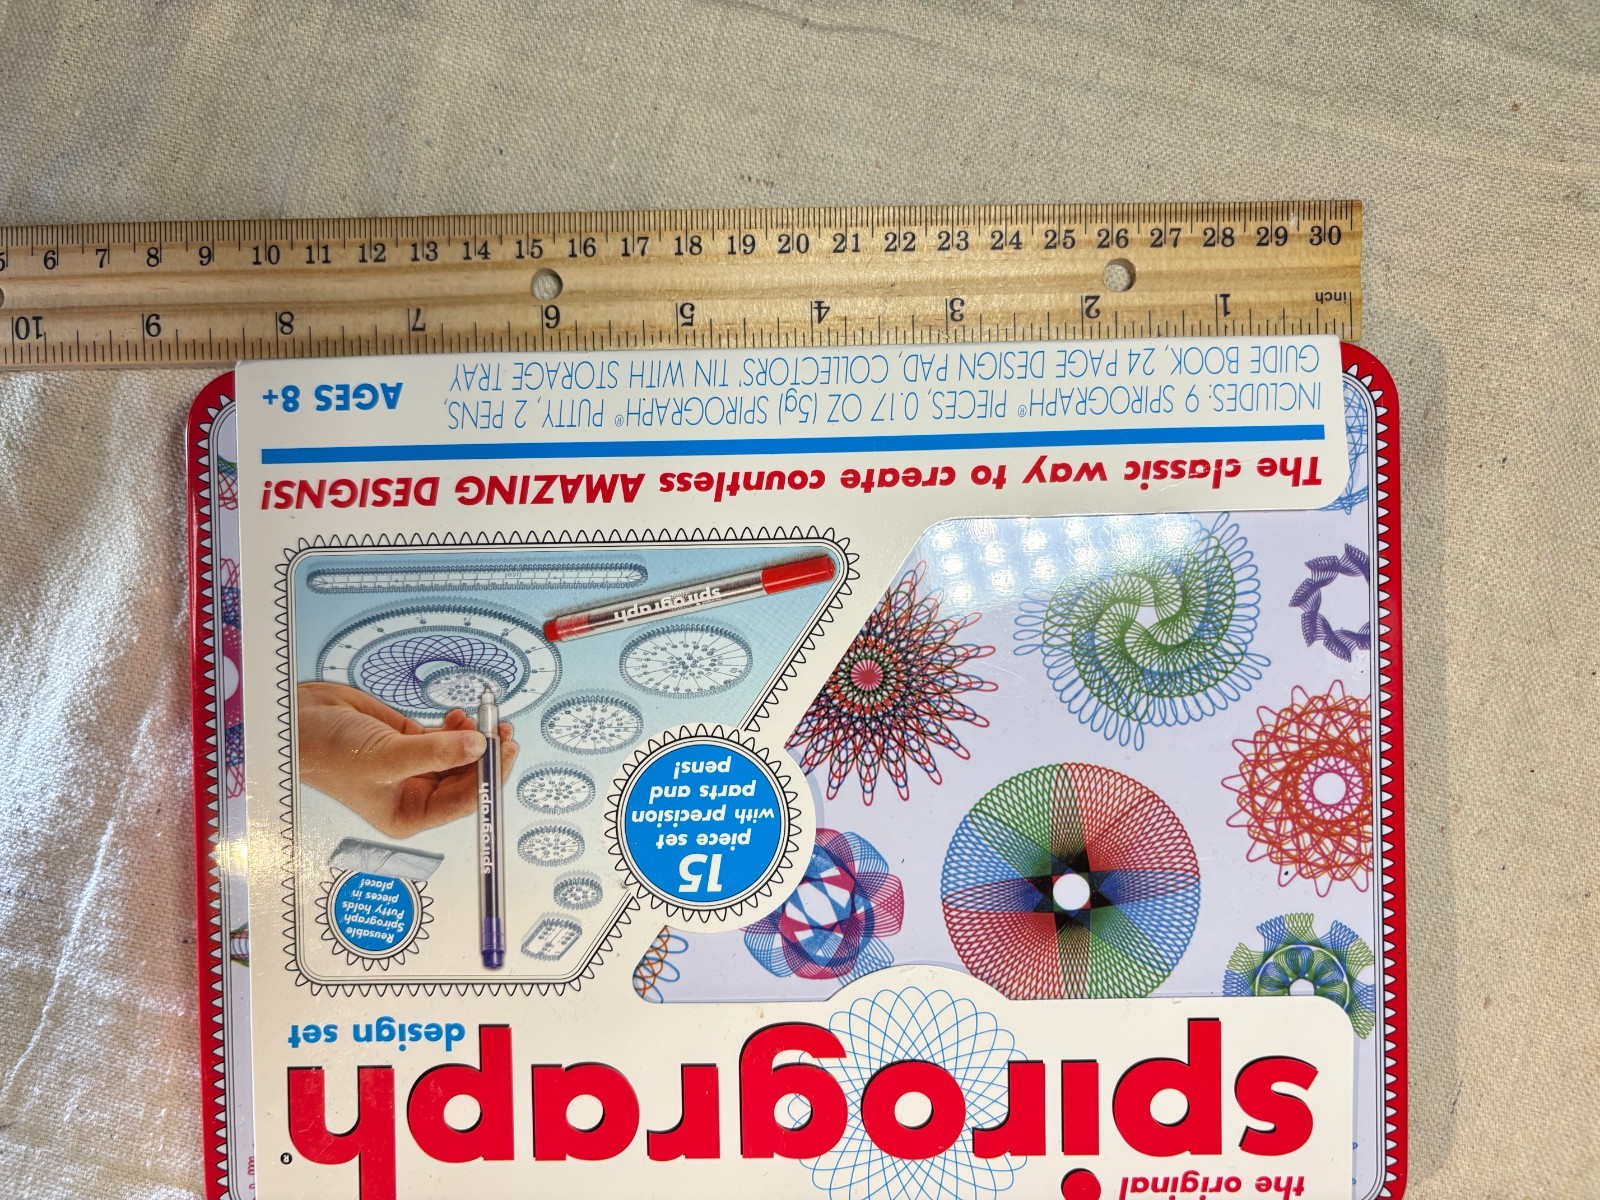 5 6 7 8 9 10 11 12 13 14 15 16 17 18 19 20 21 22 23 24 25 26 27 28 29 30
10 9 8 7 6 5 4 3 2 1 inch
the original
spirograph®
design set
15
piece set
with precision
parts and
pens!
Reusable
Spirograph
Putty holds
pieces in
place!
spirograph
spirograph
The classic way to create countless AMAZING DESIGNS!
INCLUDES: 9 SPIROGRAPH® PIECES, 0.17 OZ (5g) SPIROGRAPH® PUTTY, 2 PENS,
GUIDE BOOK, 24 PAGE DESIGN PAD, COLLECTORS' TIN WITH STORAGE TRAY
AGES 8+